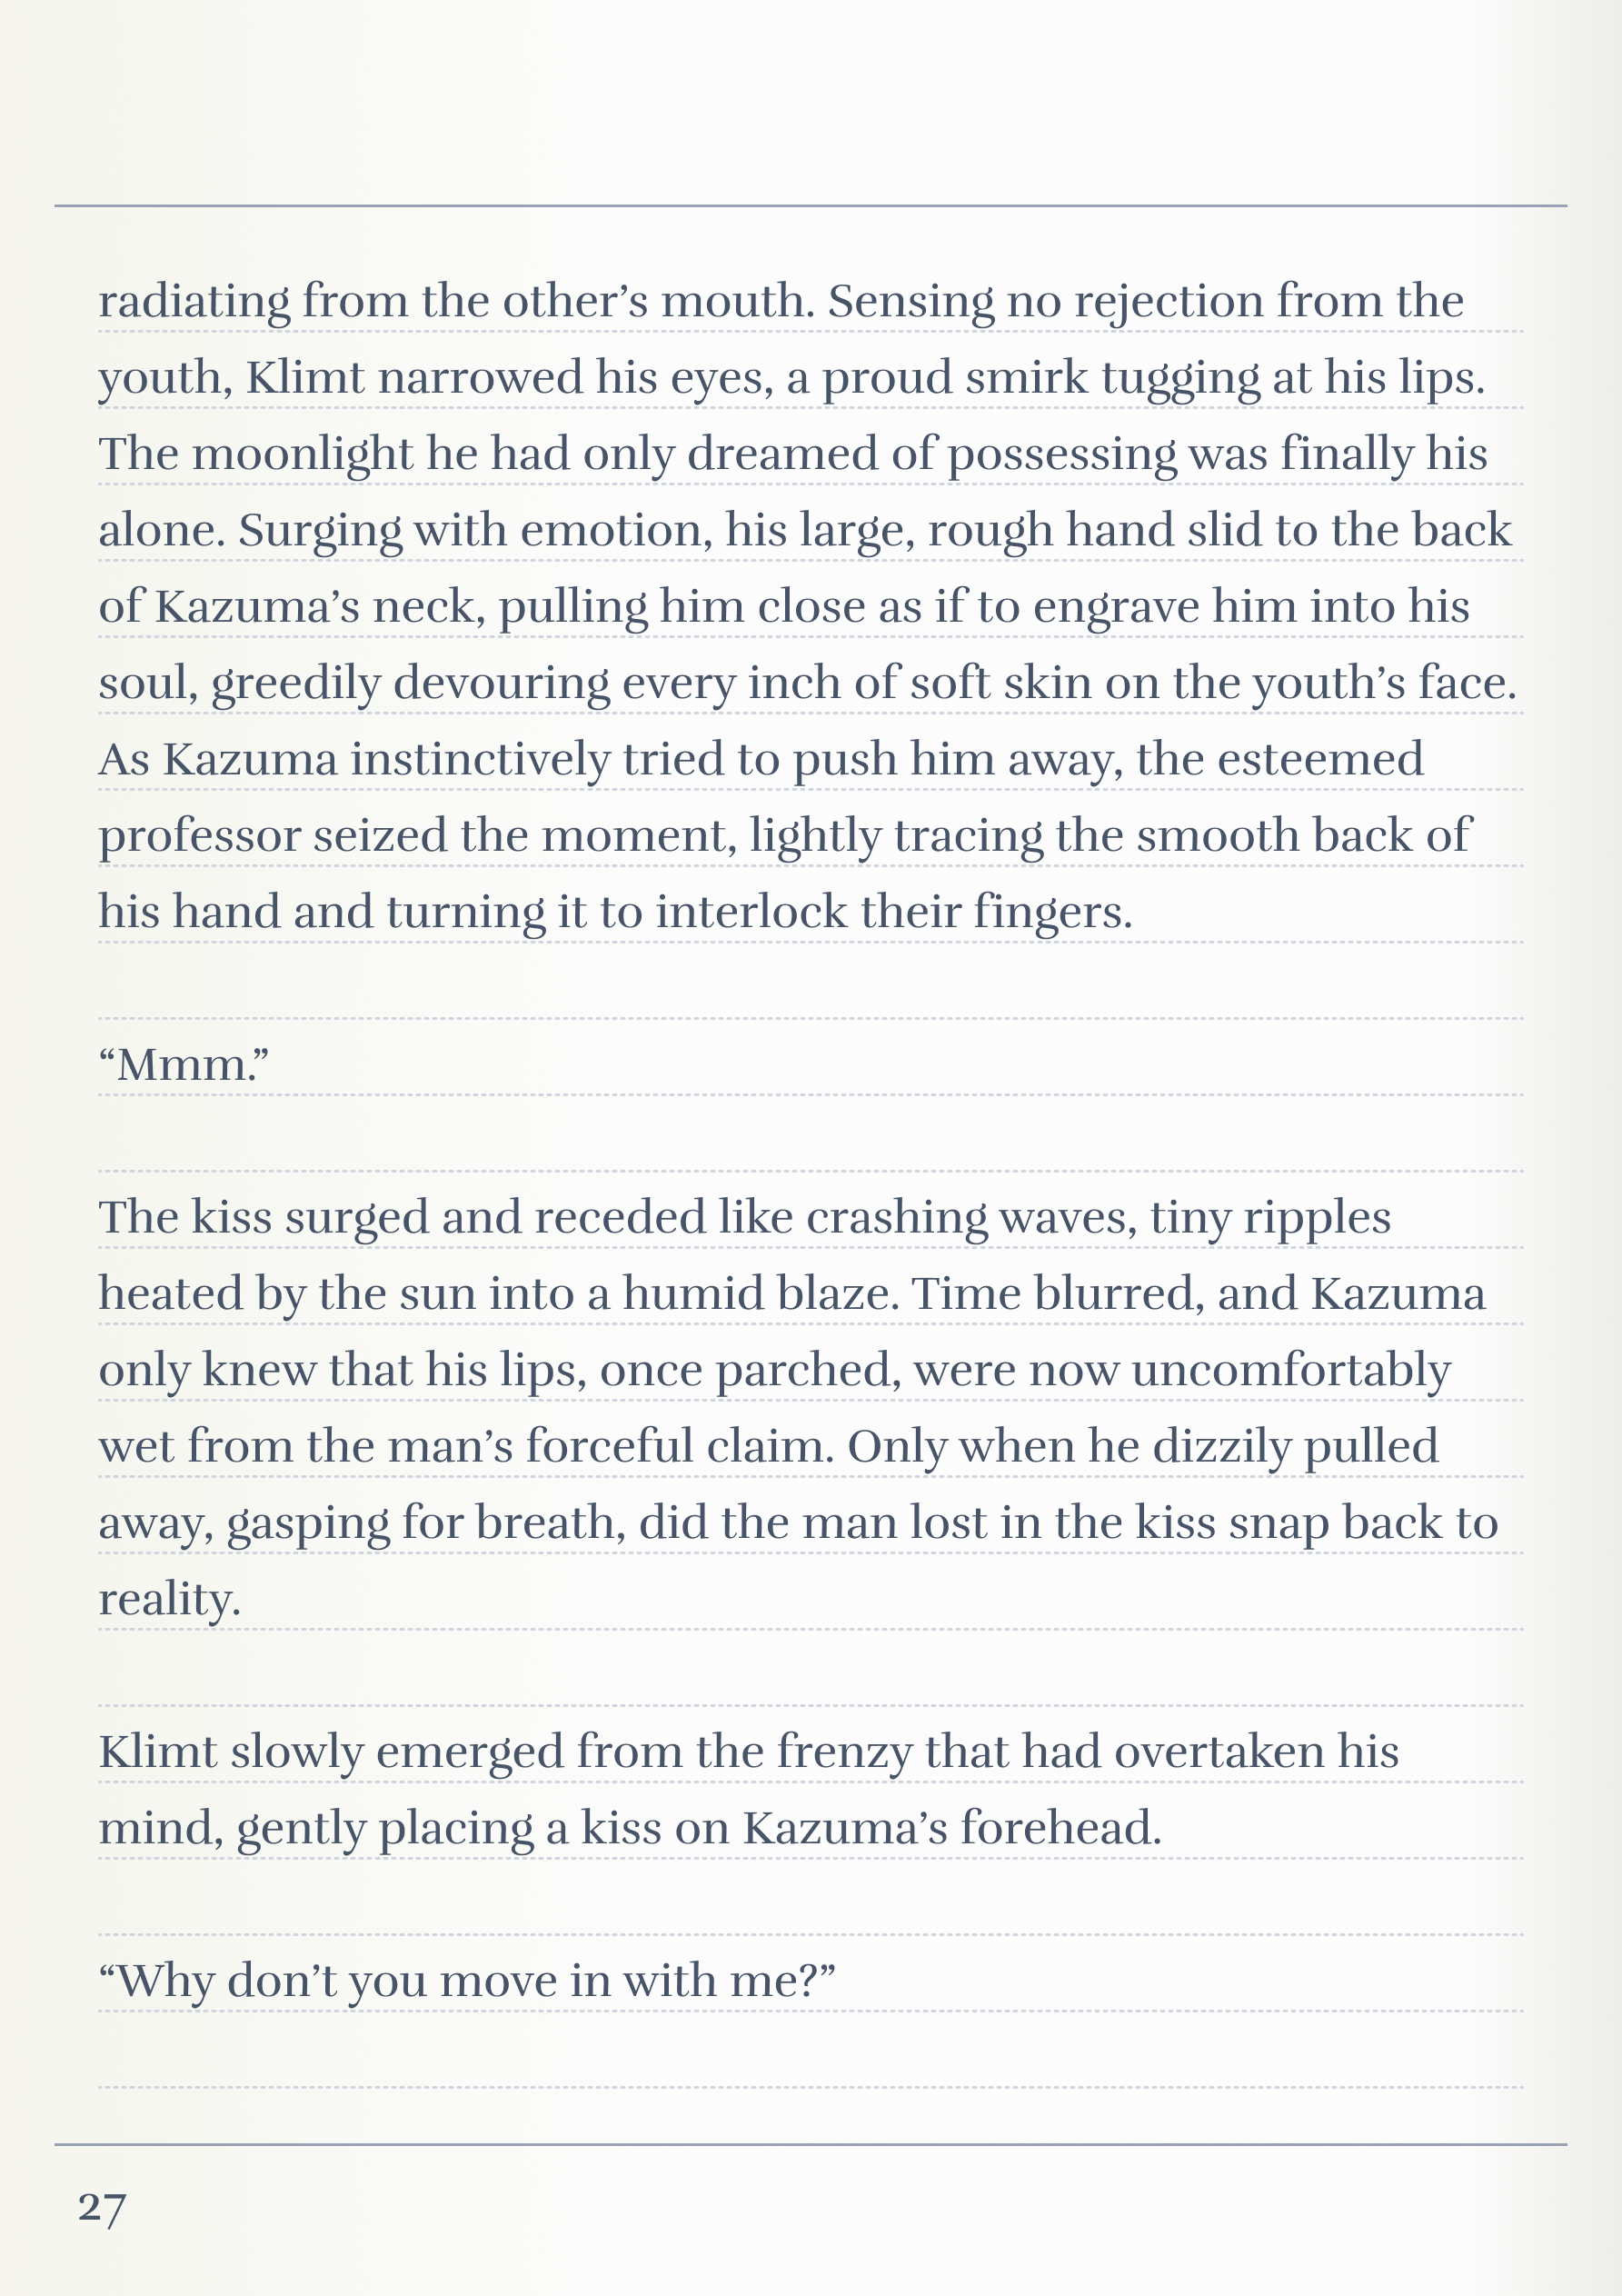 radiating from the other’s mouth. Sensing no rejection from the
youth, Klimt narrowed his eyes, a proud smirk tugging at his lips.
The moonlight he had only dreamed of possessing was finally his
alone. Surging with emotion, his large, rough hand slid to the back
of Kazuma’s neck, pulling him close as if to engrave him into his
soul, greedily devouring every inch of soft skin on the youth’s face.
As Kazuma instinctively tried to push him away, the esteemed
professor seized the moment, lightly tracing the smooth back of
his hand and turning it to interlock their fingers.
“Mmm.”
The kiss surged and receded like crashing waves, tiny ripples
heated by the sun into a humid blaze. Time blurred, and Kazuma
only knew that his lips, once parched, were now uncomfortably
wet from the man’s forceful claim. Only when he dizzily pulled
away, gasping for breath, did the man lost in the kiss snap back to
reality.
Klimt slowly emerged from the frenzy that had overtaken his
mind, gently placing a kiss on Kazuma’s forehead.
“Why don’t you move in with me?”
27